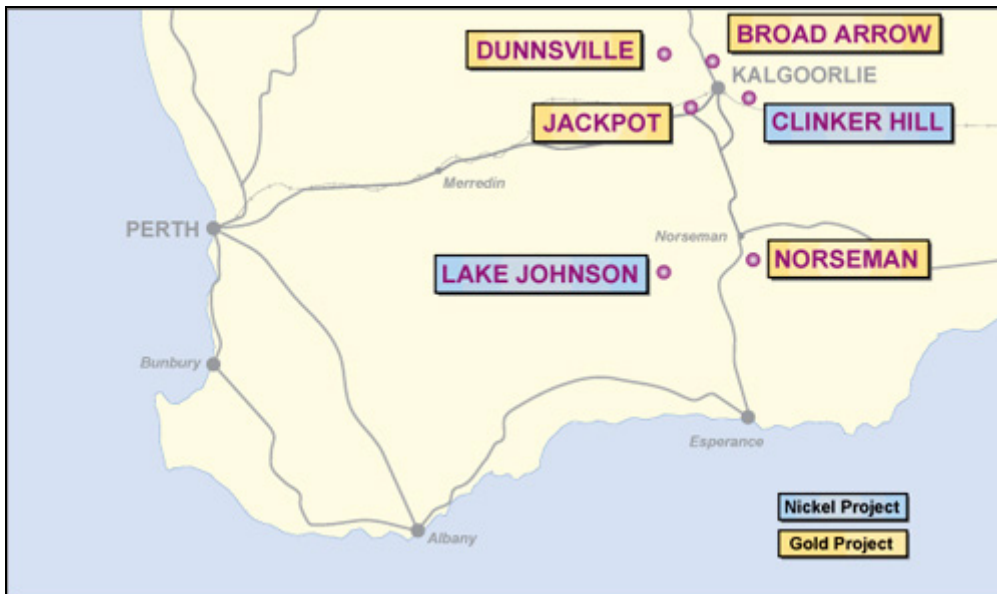 BROAD ARROW
DUNNSVILLE
KALGOORLIE
JACKPOT
CLINKER HILL
Merredin
PERTH
Norseman
NORSEMAN
LAKE JOHNSON
Bunbury
Esperance
Nickel Project
Albany
Gold Project